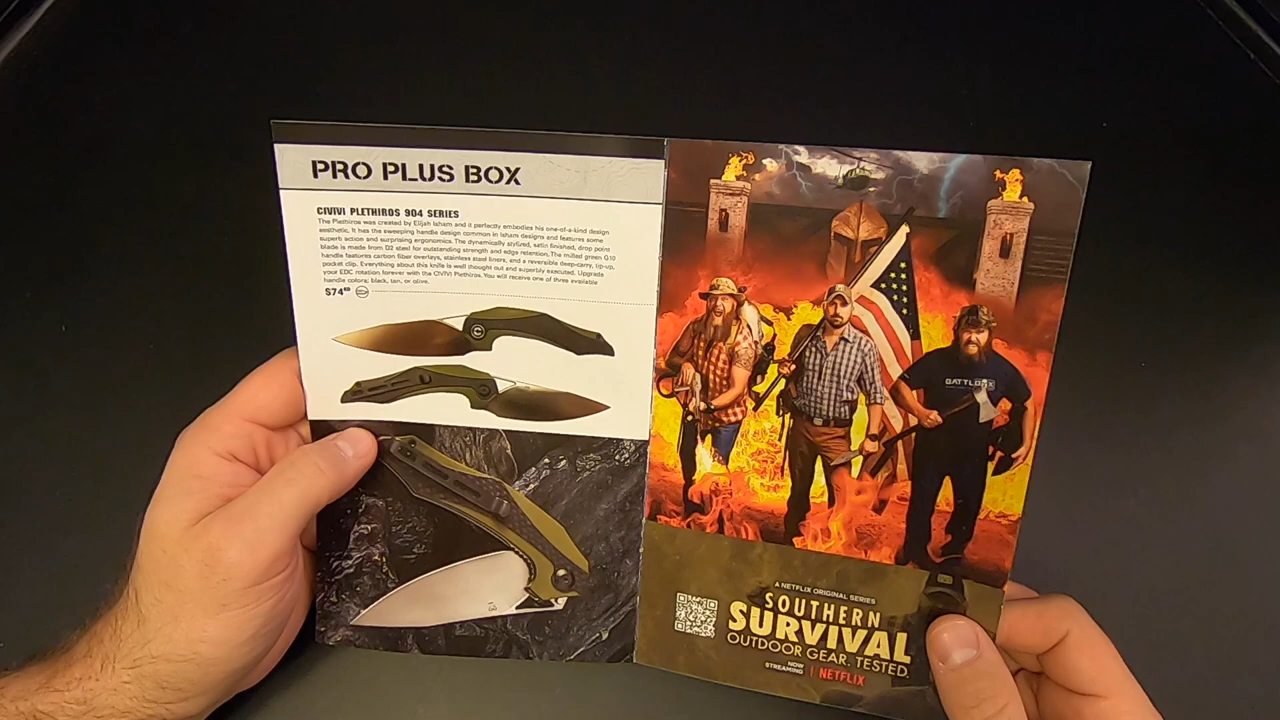 PRO PLUS BOX
CIVIVI PLETHIROS 904 SERIES
The Plethiros was created by Elijah Isham and it perfectly embodies his one-of-a-kind design
aesthetic. It has the sweeping handle design common in Isham designs and features some
superb action and surprising ergonomics. The dynamically stylized, satin finished, drop point
blade is made from D2 steel for outstanding strength and edge retention. The milled green G10
handle features carbon fiber overlays, stainless steel liners, and a reversible deep-carry, tip-up,
pocket clip. Everything about this knife is well thought out and superbly executed. Upgrade
your EDC rotation forever with the CIVIVI Plethiros. You will receive one of three available
handle colors: black, tan, or olive.
$74
BATTLBOX
A NETFLIX ORIGINAL SERIES
SOUTHERN
SURVIVAL
OUTDOOR GEAR. TESTED.
NOW
STREAMING | NETFLIX